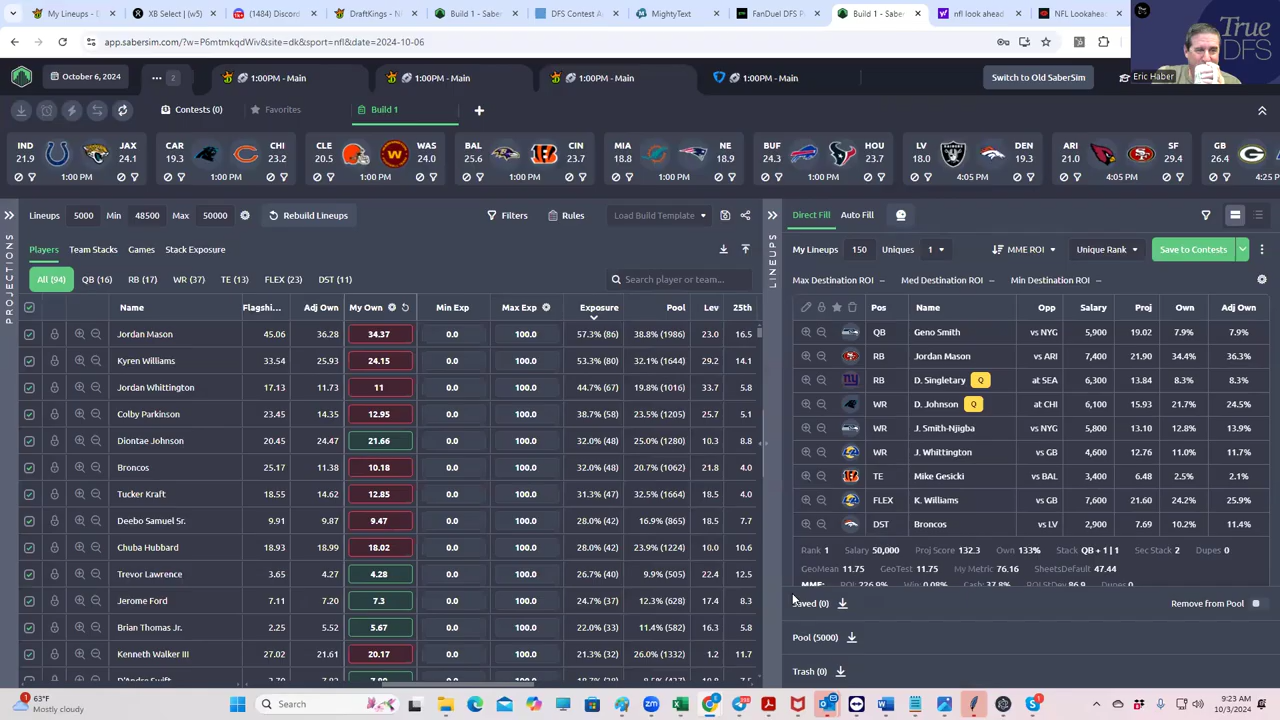 My Lineups - Saber
XB Select | (w5)
(1484) Discord
DraftKings - N
Build 1 - Saber
DFS Contest A
MightyText
FanDuel DFS P
Build 1 - Saber
nfl look ahead
NFL Lookahea
app.sabersim.com/?w=P6mtmkqdWiv&site=dk&sport=nfl&date=2024-10-06
Eric Haber
True DFS
October 6, 2024
2
1:00PM - Main
1:00PM - Main
1:00PM - Main
1:00PM - Main
Switch to Old SaberSim
Contests (0)
Favorites
Build 1
IND 21.9 JAX 24.1
CAR 19.3 CHI 23.2
CLE 20.5 WAS 24.0
BAL 25.6 CIN 23.7
MIA 18.8 NE 18.9
BUF 24.3 HOU 23.7
LV 18.0 DEN 19.3
ARI 21.0 SF 29.4
GB 26.4
1:00 PM 1:00 PM 1:00 PM 1:00 PM 1:00 PM 1:00 PM 4:05 PM 4:05 PM 4:25 P
Lineups 5000 Min 48500 Max 50000 Rebuild Lineups Filters Rules Load Build Template
Players Team Stacks Games Stack Exposure
All (94) QB (16) RB (17) WR (37) TE (13) FLEX (23) DST (11) Search player or team...
PROJECTIONS
Name Flagshi... Adj Own My Own Min Exp Max Exp Exposure Pool Lev 25th
Jordan Mason 45.06 36.28 34.37 0.0 100.0 57.3% (86) 38.8% (1986) 23.0 16.5
Kyren Williams 33.54 25.93 24.15 0.0 100.0 53.3% (80) 32.1% (1644) 29.2 14.1
Jordan Whittington 17.13 11.73 11 0.0 100.0 44.7% (67) 19.8% (1016) 33.7 5.8
Colby Parkinson 23.45 14.35 12.95 0.0 100.0 38.7% (58) 23.5% (1205) 25.7 5.1
Diontae Johnson 20.45 24.47 21.66 0.0 100.0 32.0% (48) 25.0% (1280) 10.3 8.8
Broncos 25.17 11.38 10.18 0.0 100.0 32.0% (48) 20.7% (1062) 21.8 4.0
Tucker Kraft 18.55 14.62 12.85 0.0 100.0 31.3% (47) 32.5% (1664) 18.5 4.0
Deebo Samuel Sr. 9.91 9.87 9.47 0.0 100.0 28.0% (42) 16.9% (865) 18.5 7.7
Chuba Hubbard 18.93 18.99 18.02 0.0 100.0 28.0% (42) 23.9% (1224) 10.0 10.6
Trevor Lawrence 3.65 4.27 4.28 0.0 100.0 26.7% (40) 9.9% (505) 22.4 12.5
Jerome Ford 7.11 7.20 7.3 0.0 100.0 24.7% (37) 12.3% (628) 17.4 8.3
Brian Thomas Jr. 2.25 5.52 5.67 0.0 100.0 22.0% (33) 11.4% (582) 16.3 5.8
Kenneth Walker III 27.02 21.61 20.17 0.0 100.0 21.3% (32) 26.0% (1332) 1.2 11.7
LINEUPS
Direct Fill Auto Fill
My Lineups 150 Uniques 1 MME ROI Unique Rank Save to Contests
Max Destination ROI – Med Destination ROI – Min Destination ROI –
Pos Name Opp Salary Proj Own Adj Own
QB Geno Smith vs NYG 5,900 19.02 7.9% 7.9%
RB Jordan Mason vs ARI 7,400 21.90 34.4% 36.3%
RB D. Singletary Q at SEA 6,300 13.84 8.3% 8.3%
WR D. Johnson Q at CHI 6,100 15.93 21.7% 24.5%
WR J. Smith-Njigba vs NYG 5,800 13.10 12.8% 13.9%
WR J. Whittington vs GB 4,600 12.76 11.0% 11.7%
TE Mike Gesicki vs BAL 3,400 6.48 2.5% 2.1%
FLEX K. Williams vs GB 7,600 21.60 24.2% 25.9%
DST Broncos vs LV 2,900 7.69 10.2% 11.4%
Rank 1 Salary 50,000 Proj Score 132.3 Own 133% Stack QB + 1 | 1 Sec Stack 2 Dupes 0
GeoMean 11.75 GeoTest 11.75 My Metric 76.16 SheetsDefault 47.44
MME: ROI: 226.9% Win: 0.08% Cash: 37.8% ROI StDev 86.9 Dupes 0
Saved (0) Remove from Pool
Pool (5000)
Trash (0)
63°F
Mostly cloudy
Search
9:23 AM
10/3/2024